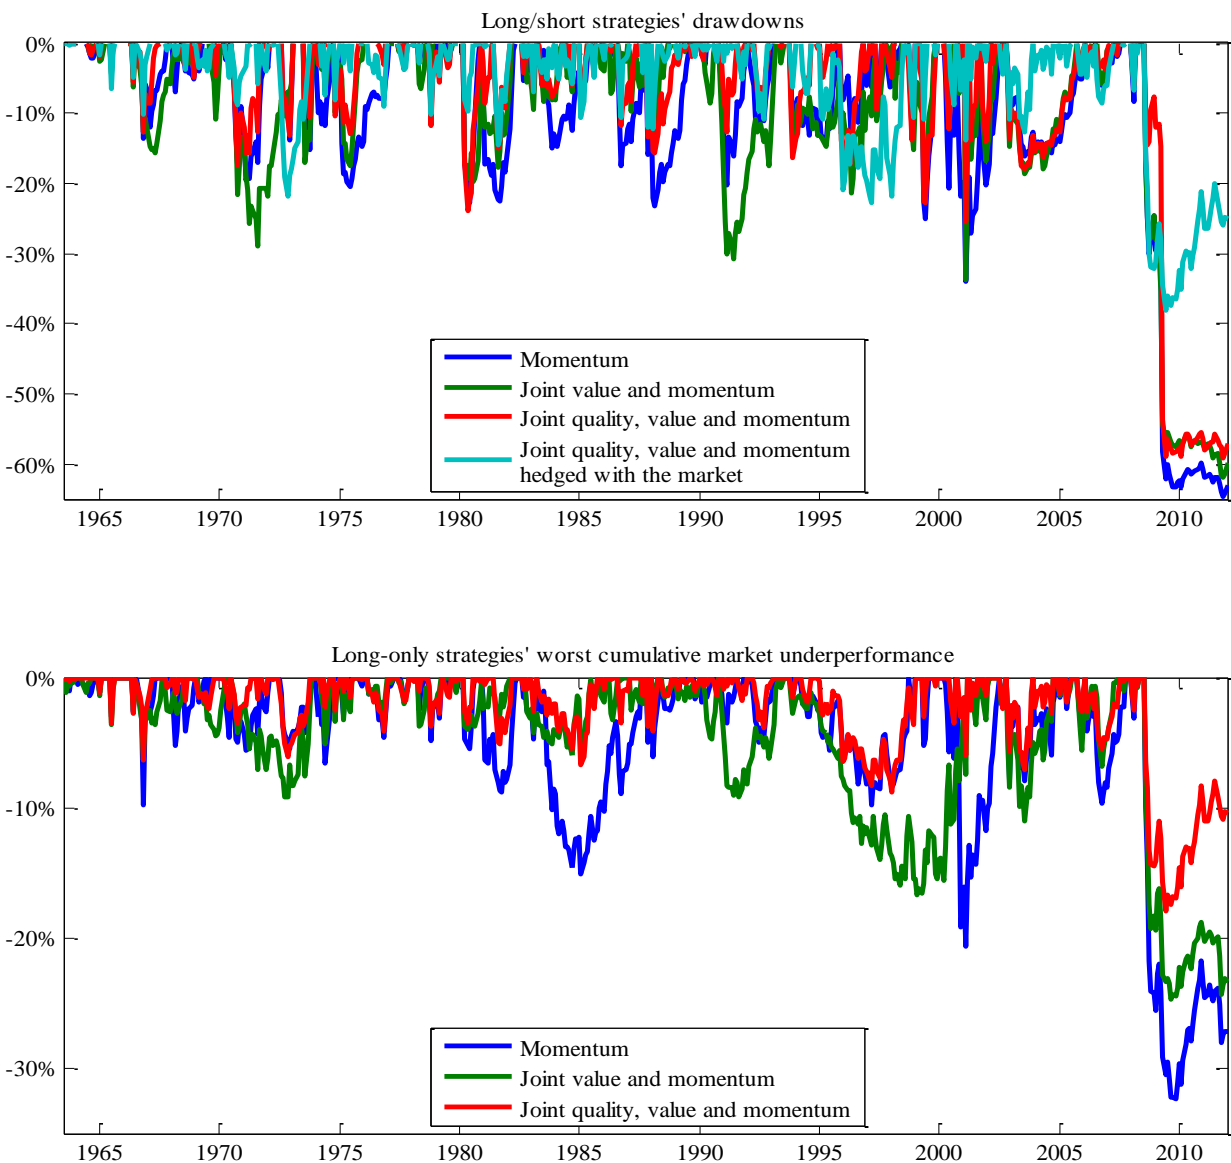 Long/short strategies' drawdowns
0%
-10%
-20%
-30%
-40%
-50%
-60%
Momentum
Joint value and momentum
Joint quality, value and momentum
Joint quality, value and momentum
hedged with the market
1965 1970 1975 1980 1985 1990 1995 2000 2005 2010
Long-only strategies' worst cumulative market underperformance
0%
-10%
-20%
-30%
Momentum
Joint value and momentum
Joint quality, value and momentum
1965 1970 1975 1980 1985 1990 1995 2000 2005 2010